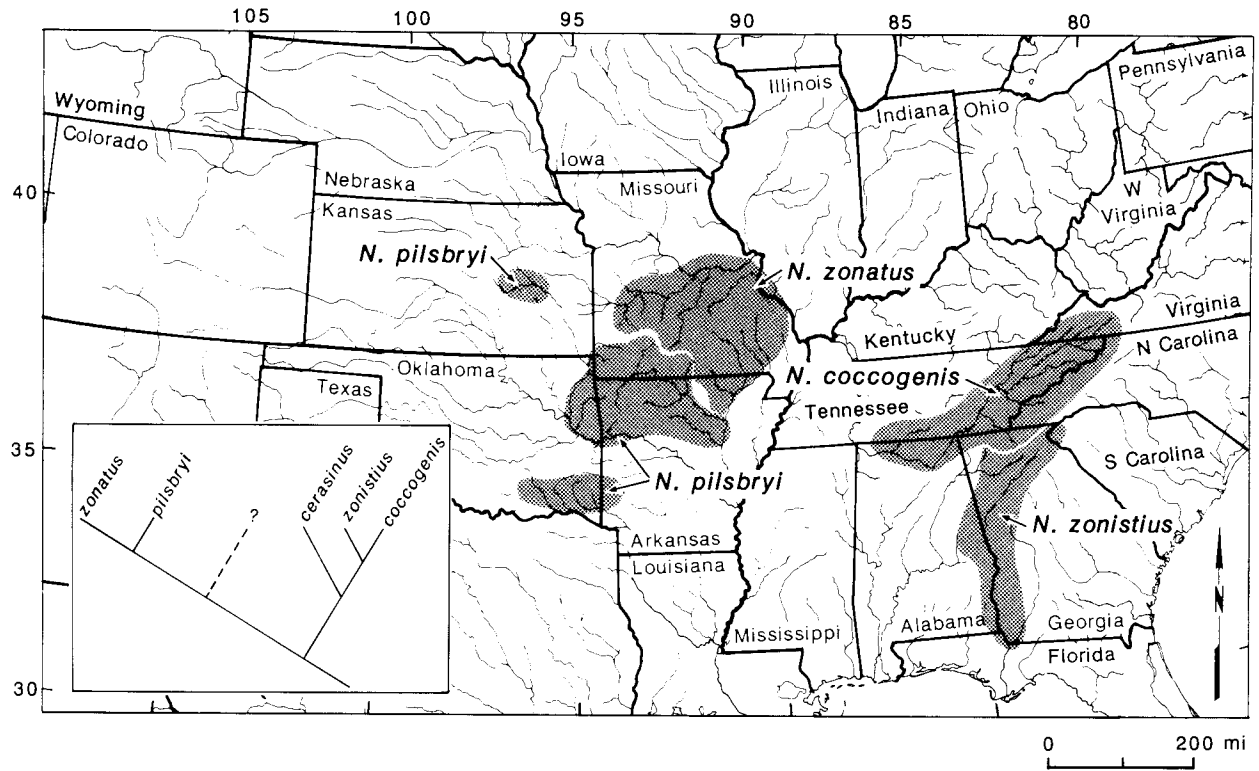 105 100 95 90 85 80
Pennsylvania
Illinois
Wyoming
Indiana Ohio
Colorado
Iowa
Nebraska
Missouri
40
W
Virginia
Kansas
N. pilsbryi
N. zonatus
Virginia
Kentucky
N Carolina
Oklahoma
N. coccogenis
Texas
Tennessee
35
S Carolina
N. pilsbryi
N. zonistius
Arkansas
Louisiana
Mississippi
Alabama
Georgia
Florida
30
zonatus
pilsbryi
?
cerasinus
zonistius
coccogenis
N
0 200 mi